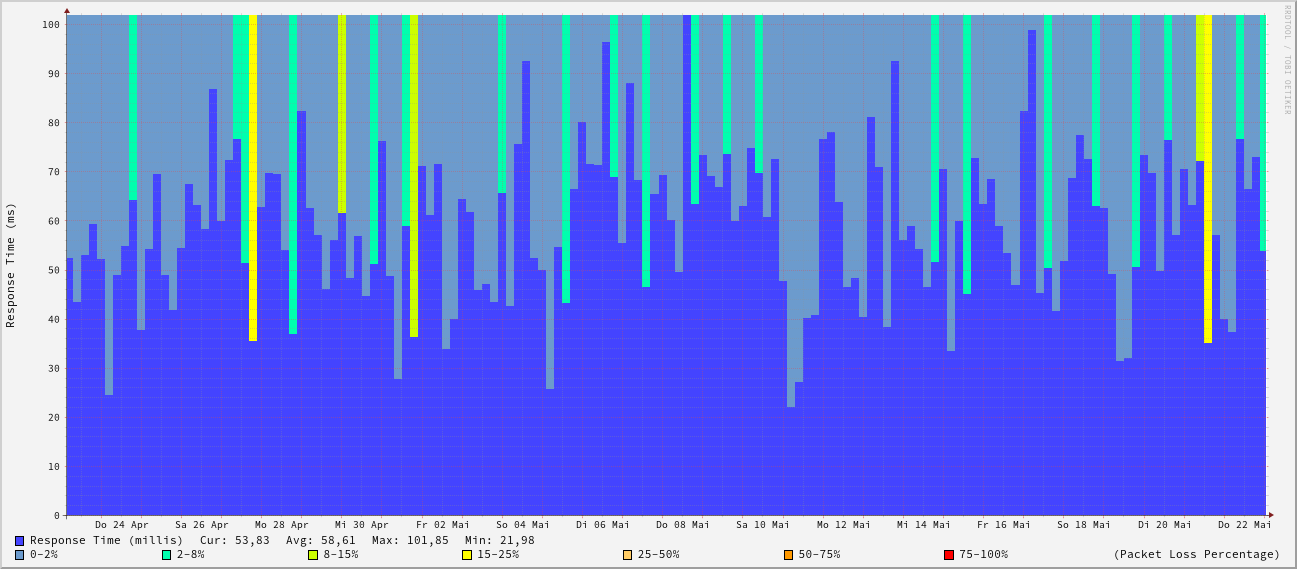 RRDTOOL / TOBI OETIKER
Response Time (ms)
100
90
80
70
60
50
40
30
20
10
0
Do 24 Apr Sa 26 Apr Mo 28 Apr Mi 30 Apr Fr 02 Mai So 04 Mai Di 06 Mai Do 08 Mai Sa 10 Mai Mo 12 Mai Mi 14 Mai Fr 16 Mai So 18 Mai Di 20 Mai Do 22 Mai
Response Time (millis) Cur: 53,83 Avg: 58,61 Max: 101,85 Min: 21,98
0-2% 2-8% 8-15% 15-25% 25-50% 50-75% 75-100% (Packet Loss Percentage)